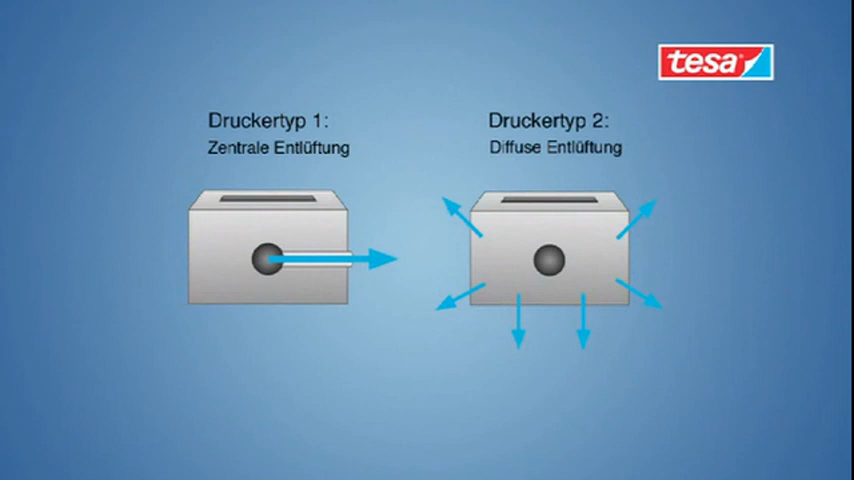 tesa
Druckertyp 1:
Zentrale Entlüftung
Druckertyp 2:
Diffuse Entlüftung